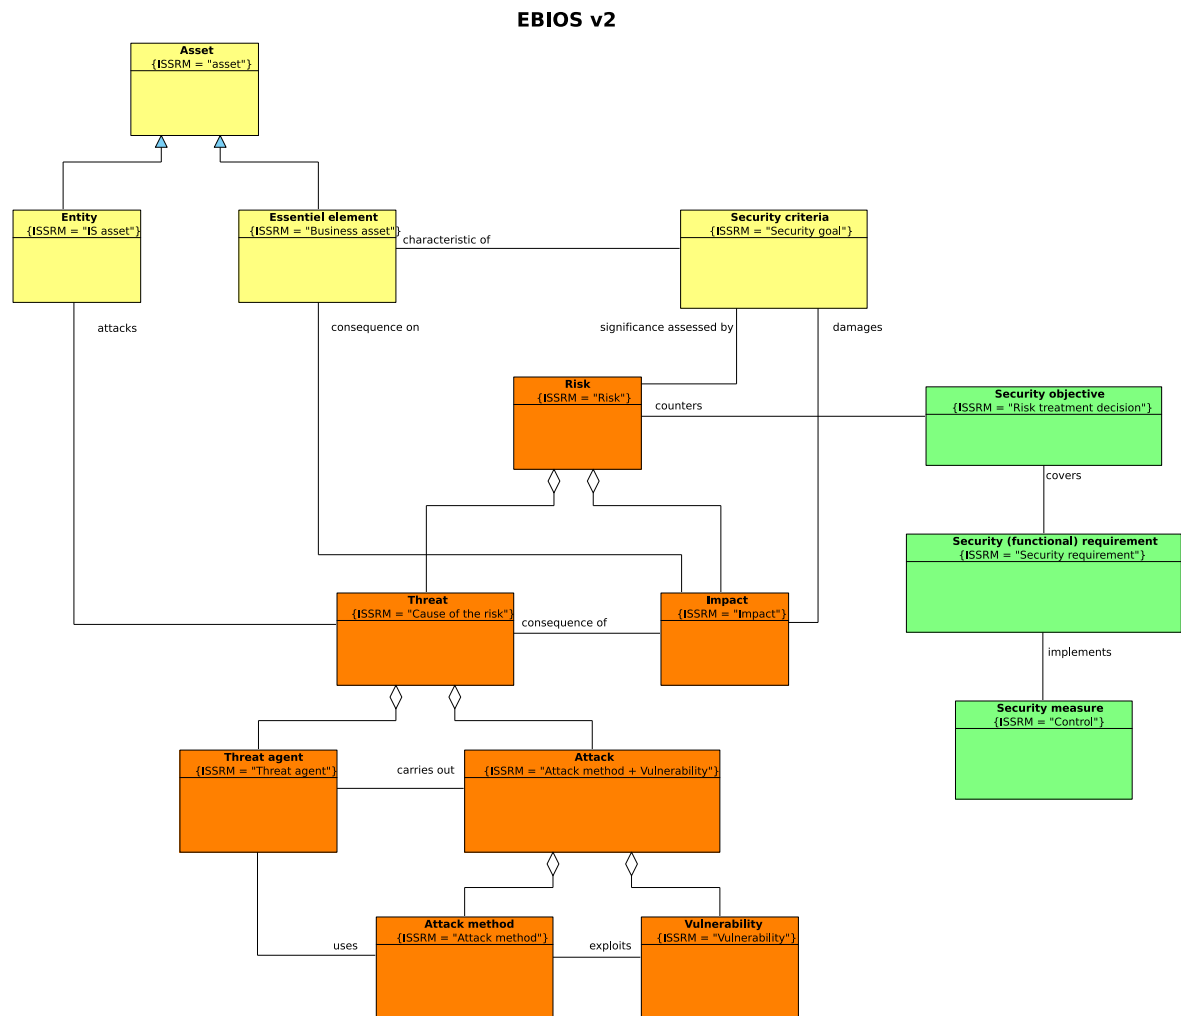 EBIOS v2
Asset
{ISSRM = "asset"}
Entity
{ISSRM = "IS asset"}
Essentiel element
{ISSRM = "Business asset"}
Security criteria
{ISSRM = "Security goal"}
characteristic of
attacks
consequence on
significance assessed by
damages
Risk
{ISSRM = "Risk"}
counters
Security objective
{ISSRM = "Risk treatment decision"}
covers
Security (functional) requirement
{ISSRM = "Security requirement"}
Threat
{ISSRM = "Cause of the risk"}
consequence of
Impact
{ISSRM = "Impact"}
implements
Security measure
{ISSRM = "Control"}
Threat agent
{ISSRM = "Threat agent"}
carries out
Attack
{ISSRM = "Attack method + Vulnerability"}
uses
Attack method
{ISSRM = "Attack method"}
exploits
Vulnerability
{ISSRM = "Vulnerability"}